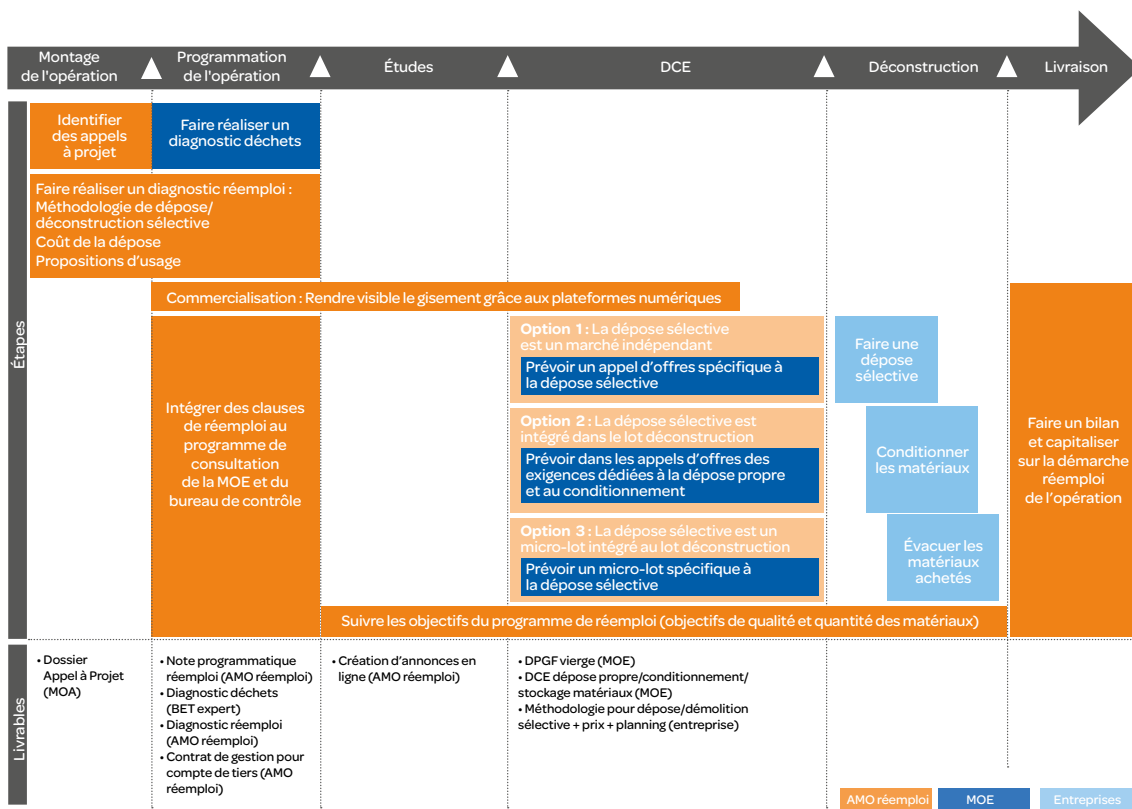 Montage
de l'opération
Programmation
de l'opération
Études
DCE
Déconstruction
Livraison
Étapes
Identifier
des appels
à projet
Faire réaliser un
diagnostic déchets
Faire réaliser un diagnostic réemploi :
Méthodologie de dépose/
déconstruction sélective
Coût de la dépose
Propositions d'usage
Commercialisation : Rendre visible le gisement grâce aux plateformes numériques
Intégrer des clauses
de réemploi au
programme de
consultation
de la MOE et du
bureau de contrôle
Option 1 : La dépose sélective
est un marché indépendant
Prévoir un appel d'offres spécifique à
la dépose sélective
Option 2 : La dépose sélective est
intégré dans le lot déconstruction
Prévoir dans les appels d'offres des
exigences dédiées à la dépose propre
et au conditionnement
Option 3 : La dépose sélective est un
micro-lot intégré au lot déconstruction
Prévoir un micro-lot spécifique à
la dépose sélective
Faire une
dépose
sélective
Conditionner
les matériaux
Évacuer les
matériaux
achetés
Faire un bilan
et capitaliser
sur la démarche
réemploi
de l'opération
Suivre les objectifs du programme de réemploi (objectifs de qualité et quantité des matériaux)
Livrables
• Dossier
Appel à Projet
(MOA)
• Note programmatique
réemploi (AMO réemploi)
• Diagnostic déchets
(BET expert)
• Diagnostic réemploi
(AMO réemploi)
• Contrat de gestion pour
compte de tiers (AMO
réemploi)
• Création d'annonces en
ligne (AMO réemploi)
• DPGF vierge (MOE)
• DCE dépose propre/conditionnement/
stockage matériaux (MOE)
• Méthodologie pour dépose/démolition
sélective + prix + planning (entreprise)
AMO réemploi
MOE
Entreprises